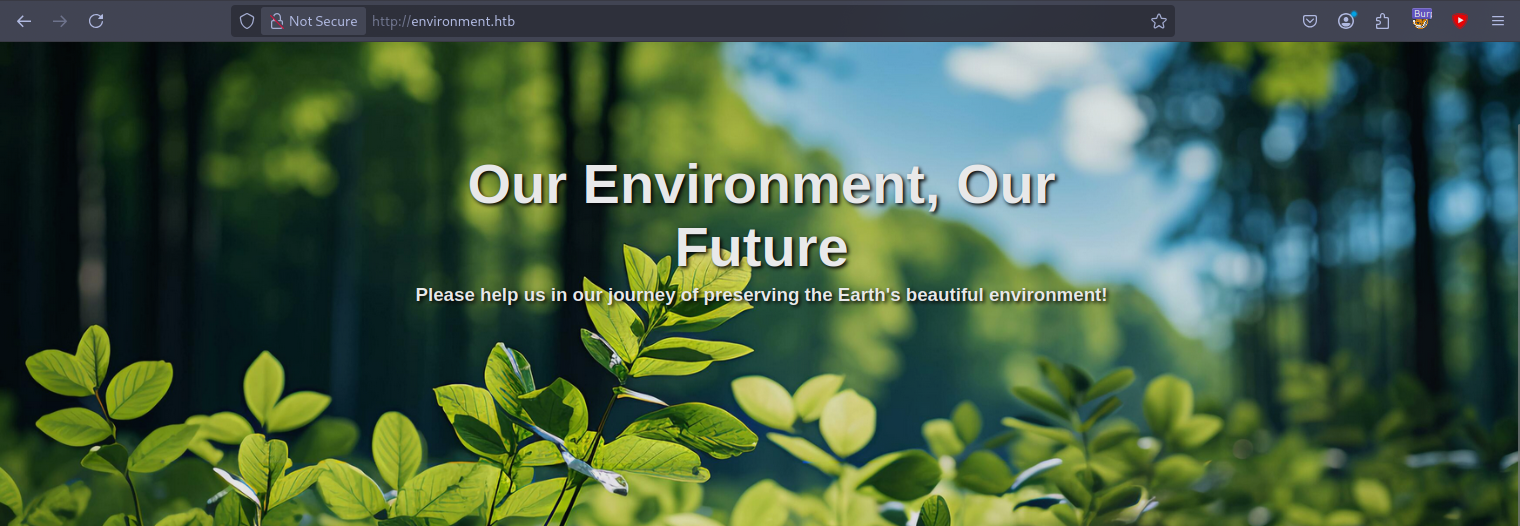 Not Secure http://environment.htb
Our Environment, Our
Future
Please help us in our journey of preserving the Earth's beautiful environment!